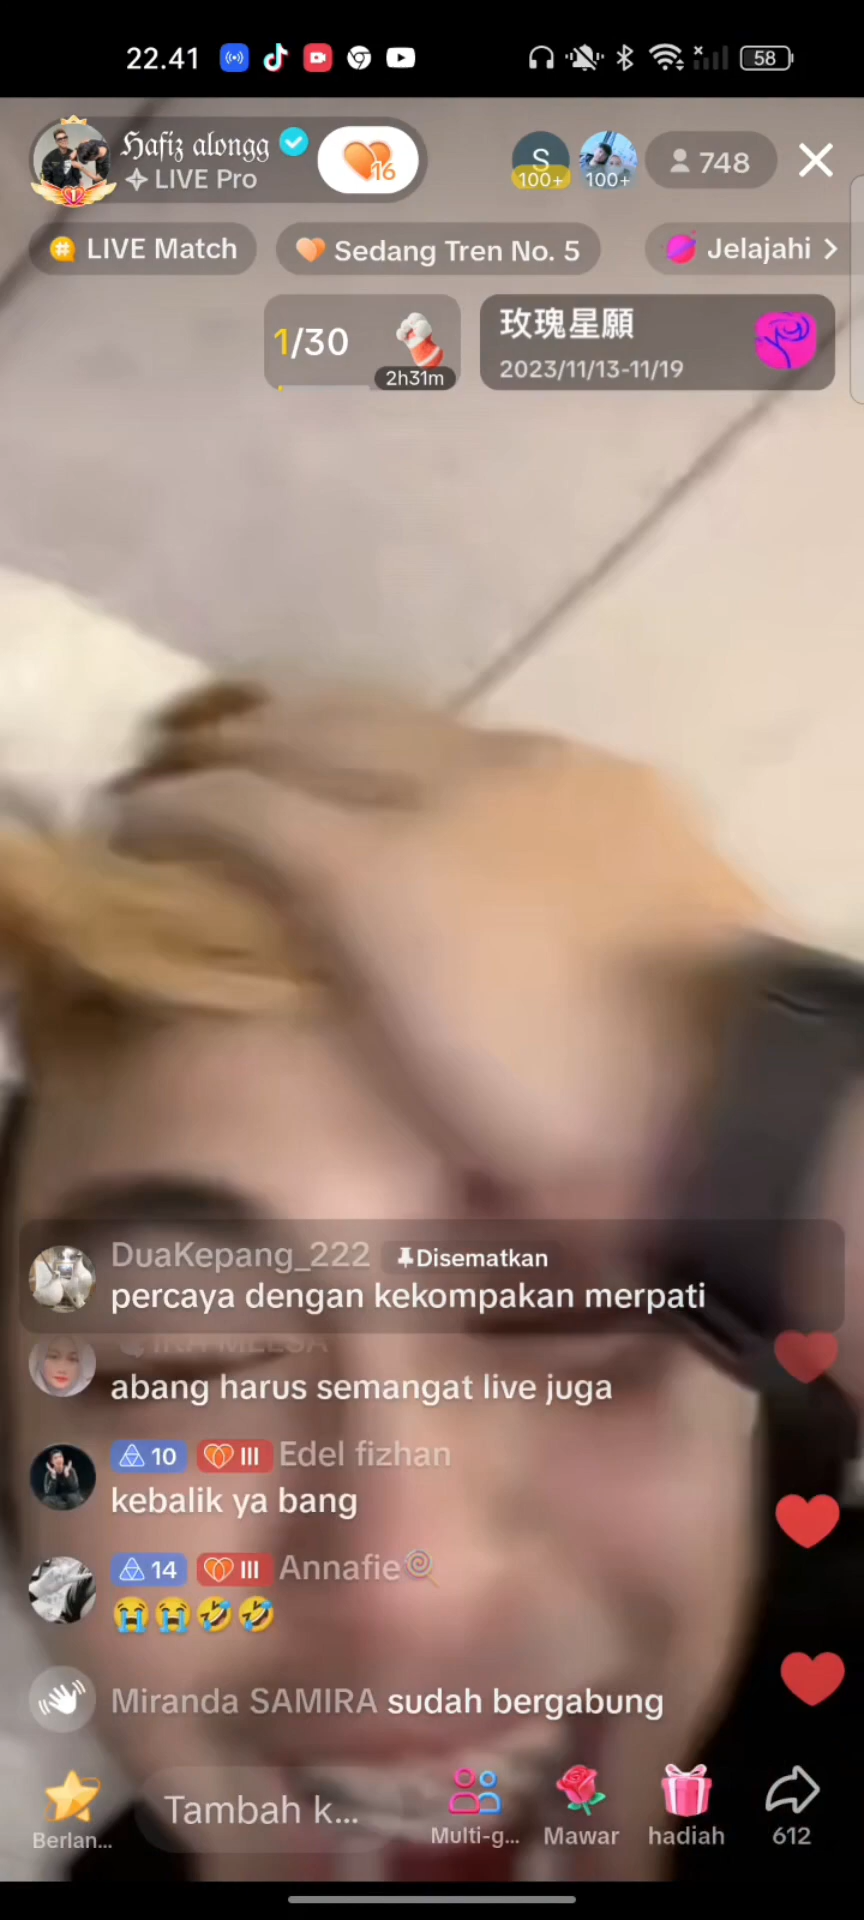 22.41
58
Hafiz alongg
LIVE Pro
16
S
100+
100+
748
LIVE Match
Sedang Tren No. 5
Jelajahi >
1/30
2h31m
玫瑰星願
2023/11/13-11/19
DuaKepang_222 Disematkan
percaya dengan kekompakan merpati
abang harus semangat live juga
10 III Edel fizhan
kebalik ya bang
14 III Annafie🍭
😭😭🤣🤣
Miranda SAMIRA sudah bergabung
Berlan...
Tambah k...
Multi-g...
Mawar
hadiah
612